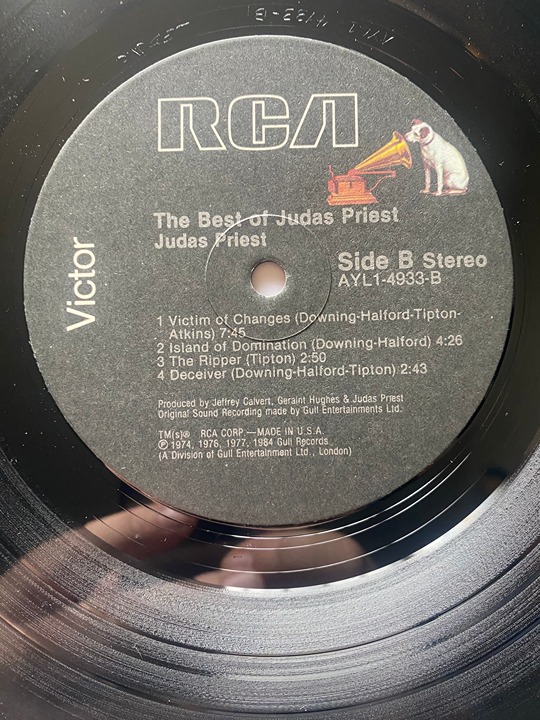 RCA
The Best of Judas Priest
Judas Priest
Victor
Side B Stereo
AYL1-4933-B
1 Victim of Changes (Downing-Halford-Tipton-
Atkins) 7:45
2 Island of Domination (Downing-Halford) 4:26
3 The Ripper (Tipton) 2:50
4 Deceiver (Downing-Halford-Tipton) 2:43
Produced by Jeffrey Calvert, Geraint Hughes & Judas Priest
Original Sound Recording made by Gull Entertainments Ltd.
TM(s)® RCA CORP.—MADE IN U.S.A.
℗ 1974, 1976, 1977, 1984 Gull Records
(A Division of Gull Entertainment Ltd., London)